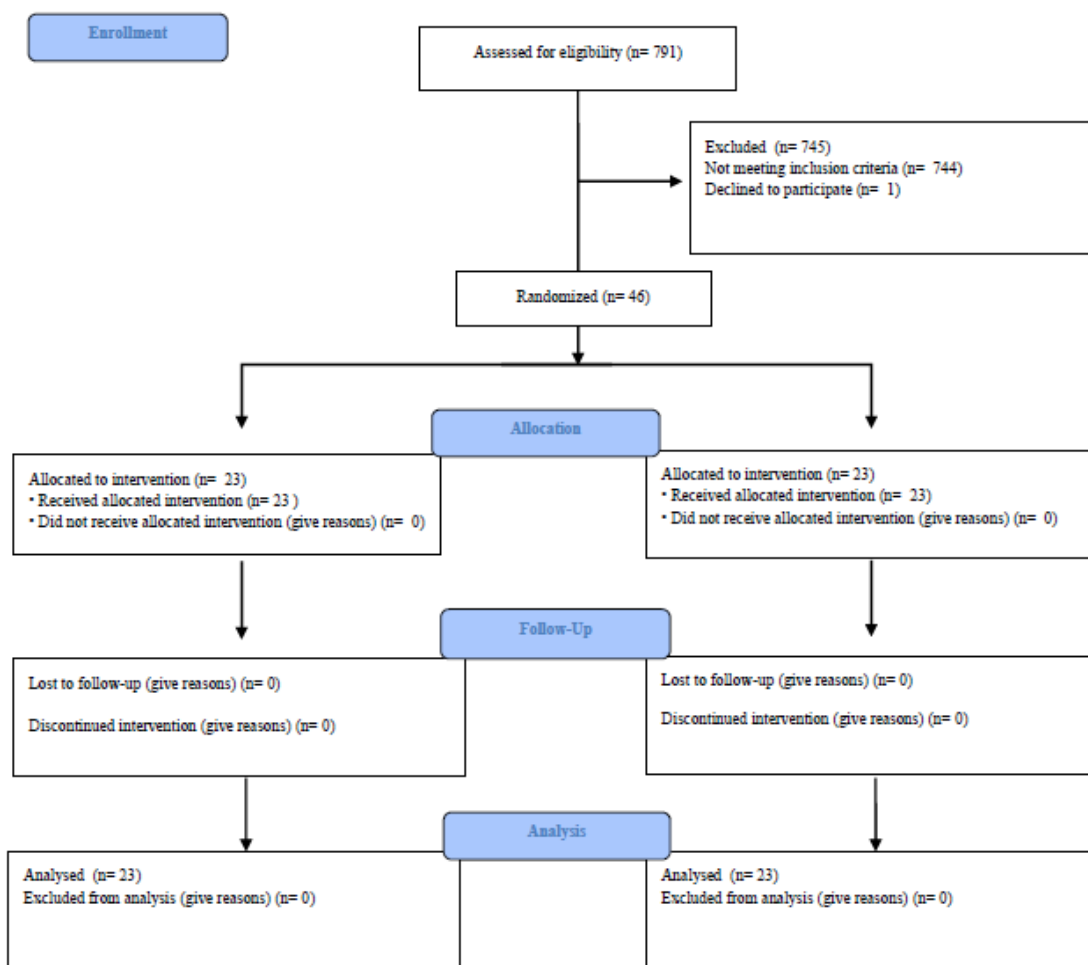 Enrollment
Assessed for eligibility (n= 791)
Excluded (n= 745)
Not meeting inclusion criteria (n= 744)
Declined to participate (n= 1)
Randomized (n= 46)
Allocation
Allocated to intervention (n= 23)
• Received allocated intervention (n= 23 )
• Did not receive allocated intervention (give reasons) (n= 0)
Allocated to intervention (n= 23)
• Received allocated intervention (n= 23)
• Did not receive allocated intervention (give reasons) (n= 0)
Follow-Up
Lost to follow-up (give reasons) (n= 0)
Discontinued intervention (give reasons) (n= 0)
Lost to follow-up (give reasons) (n= 0)
Discontinued intervention (give reasons) (n= 0)
Analysis
Analysed (n= 23)
Excluded from analysis (give reasons) (n= 0)
Analysed (n= 23)
Excluded from analysis (give reasons) (n= 0)